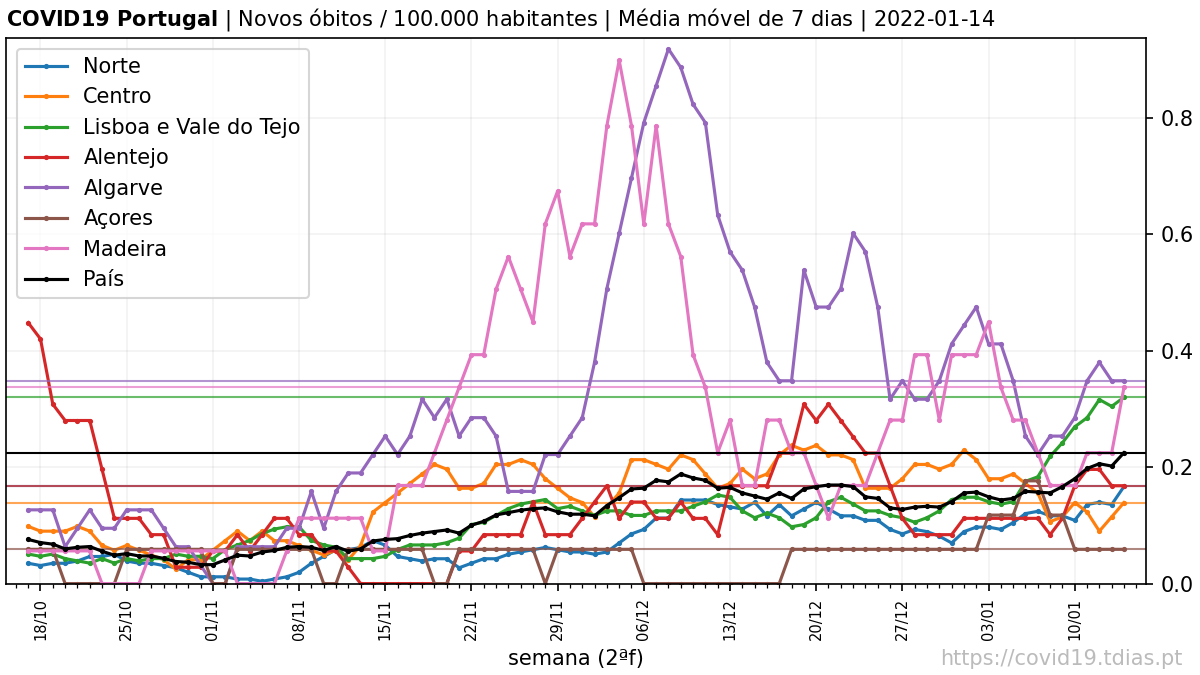 COVID19 Portugal | Novos óbitos / 100.000 habitantes | Média móvel de 7 dias | 2022-01-14
Norte
Centro
Lisboa e Vale do Tejo
Alentejo
Algarve
Açores
Madeira
País
0.8
0.6
0.4
0.2
0.0
18/10
25/10
01/11
08/11
15/11
22/11
29/11
06/12
13/12
20/12
27/12
03/01
10/01
semana (2ªf)
https://covid19.tdias.pt